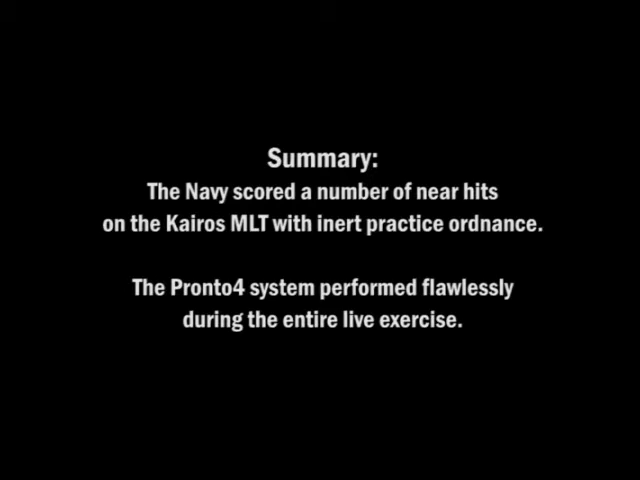 Summary:
The Navy scored a number of near hits
on the Kairos MLT with inert practice ordnance.
The Pronto4 system performed flawlessly
during the entire live exercise.